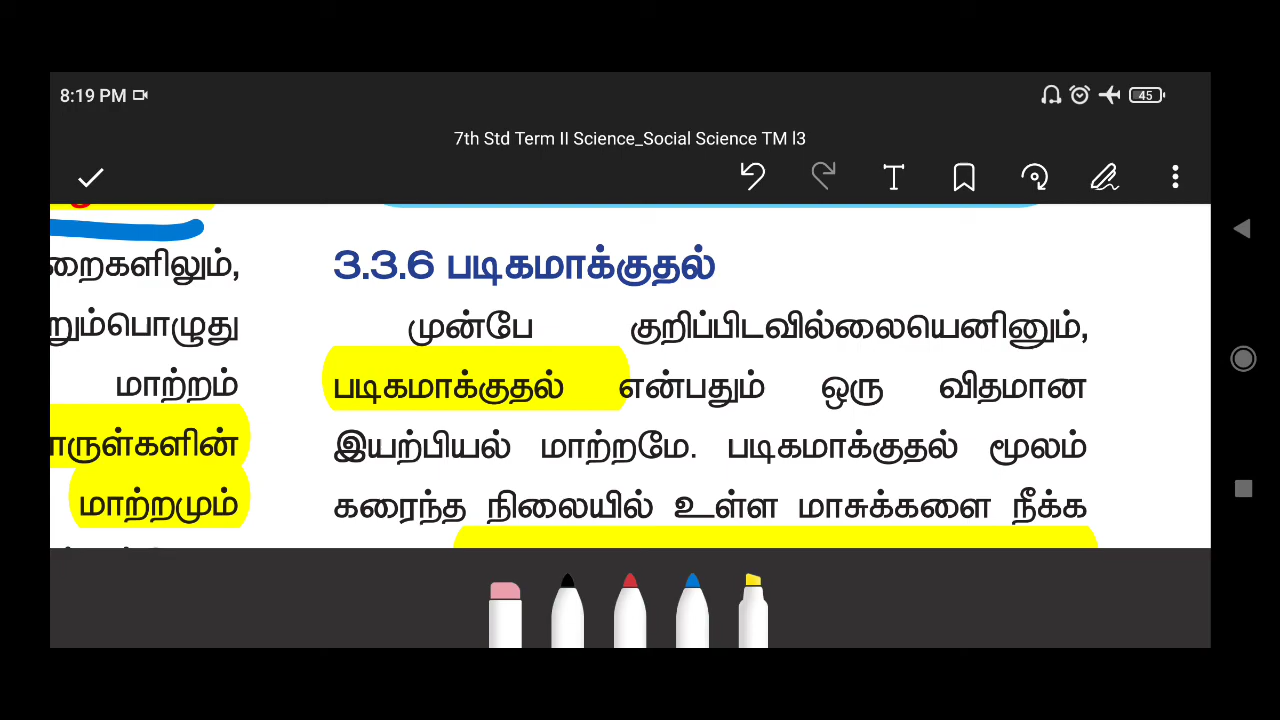 8:19 PM
45
7th Std Term II Science_Social Science TM l3
T
றைகளிலும்,
றும்பொழுது
மாற்றம்
ருள்களின்
மாற்றமும்
3.3.6 படிகமாக்குதல்
முன்பே குறிப்பிடவில்லையெனினும்,
படிகமாக்குதல் என்பதும் ஒரு விதமான
இயற்பியல் மாற்றமே. படிகமாக்குதல் மூலம்
கரைந்த நிலையில் உள்ள மாசுக்களை நீக்க